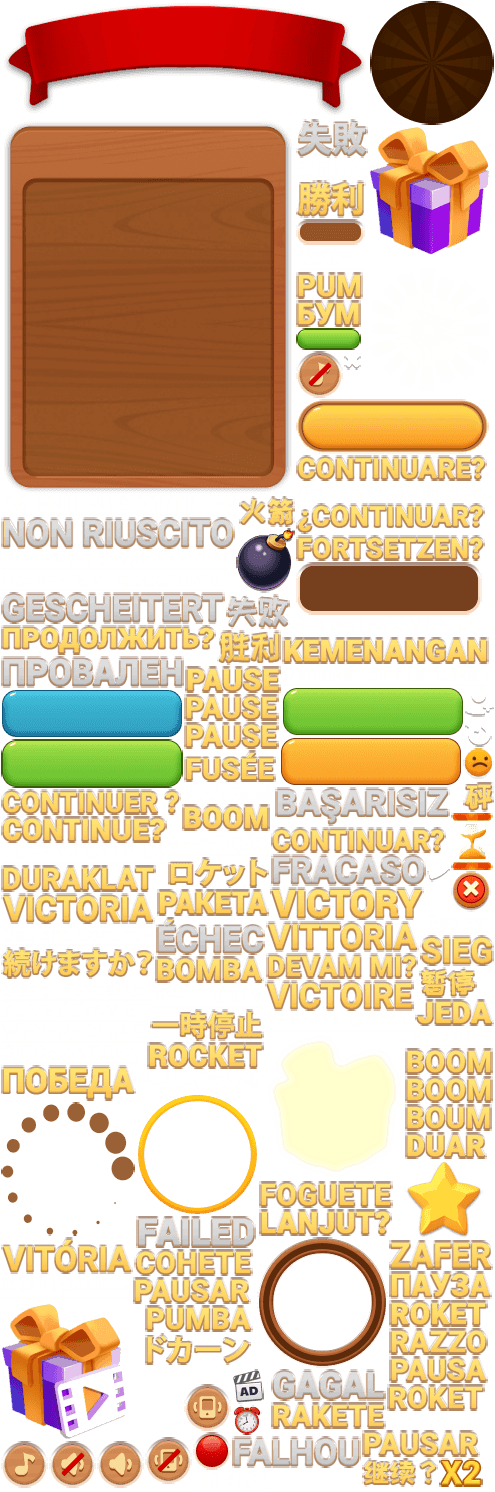 失敗
勝利
PUM
БУМ
CONTINUARE?
火箭
¿CONTINUAR?
NON RIUSCITO
FORTSETZEN?
GESCHEITERT
失败
ПРОДОЛЖИТЬ?
胜利
KEMENANGAN
ПРОВАЛЕН
PAUSE
PAUSE
PAUSE
FUSÉE
CONTINUER ?
CONTINUE?
BOOM
BAŞARISIZ
砰
CONTINUAR?
DURAKLAT
ロケット
FRACASO
VICTORIA
РАКЕТА
VICTORY
ÉCHEC
VITTORIA
SIEG
続けますか?
BOMBA
DEVAM MI?
暫停
VICTOIRE
JEDA
一時停止
ROCKET
ПОБЕДА
BOOM
BOOM
BOUM
DUAR
FOGUETE
LANJUT?
FAILED
VITÓRIA
COHETE
ZAFER
PAUSAR
ПАУЗА
PUMBA
ROKET
ドカーン
RAZZO
PAUSA
AD
GAGAL
ROKET
RAKETE
FALHOU
PAUSAR
继续？
X2